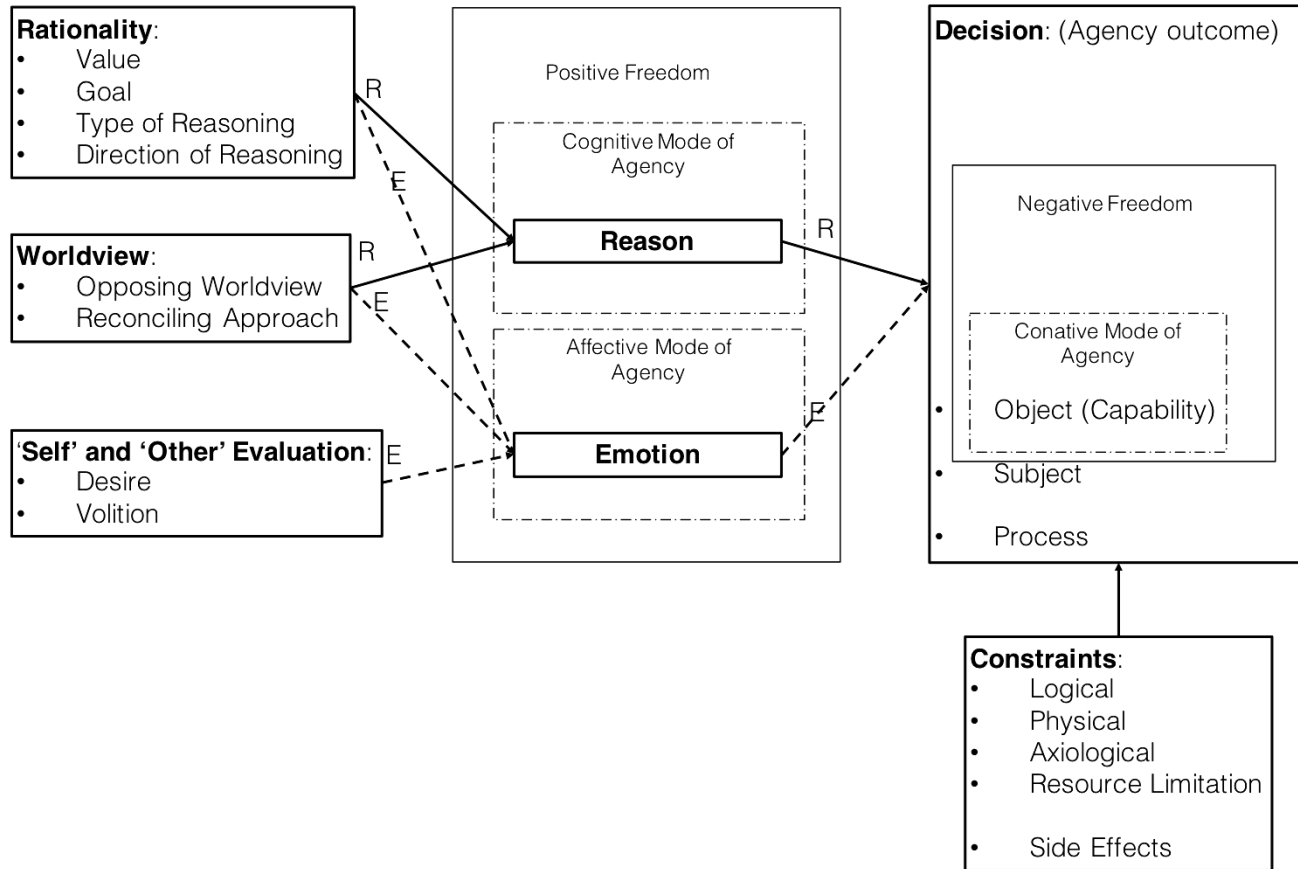 Rationality:
• Value
• Goal
• Type of Reasoning
• Direction of Reasoning
R
E
Worldview:
• Opposing Worldview
• Reconciling Approach
R
E
‘Self’ and ‘Other’ Evaluation:
• Desire
• Volition
E
Positive Freedom
Cognitive Mode of
Agency
Reason
R
Affective Mode of
Agency
Emotion
E
Decision: (Agency outcome)
Negative Freedom
Conative Mode of
Agency
• Object (Capability)
• Subject
• Process
Constraints:
• Logical
• Physical
• Axiological
• Resource Limitation
• Side Effects